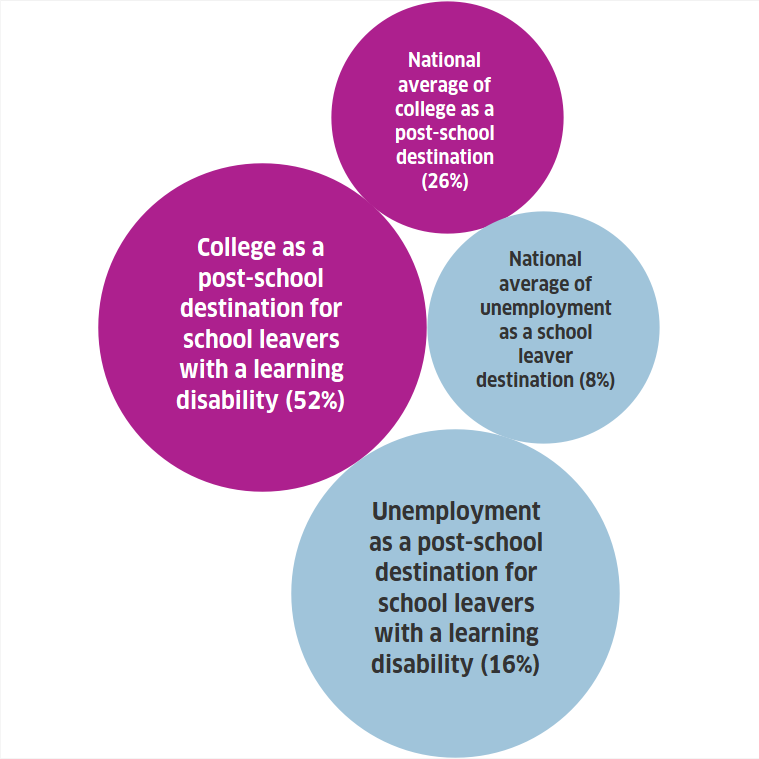 National
average of
college as a
post-school
destination
(26%)
College as a
post-school
destination for
school leavers
with a learning
disability (52%)
National
average of
unemployment
as a school
leaver
destination (8%)
Unemployment
as a post-school
destination for
school leavers
with a learning
disability (16%)